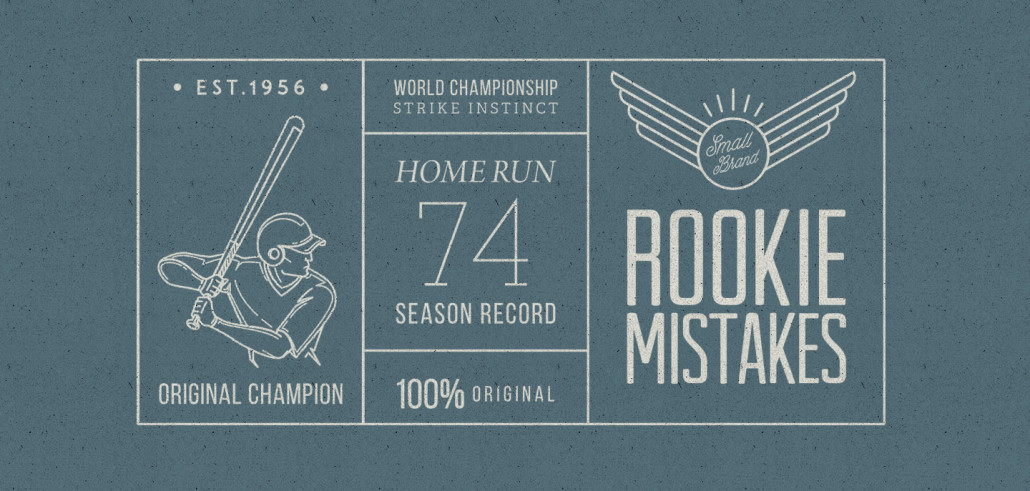 • EST.1956 •
ORIGINAL CHAMPION
WORLD CHAMPIONSHIP
STRIKE INSTINCT
HOME RUN
74
SEASON RECORD
100% ORIGINAL
Small
Brand
ROOKIE
MISTAKES